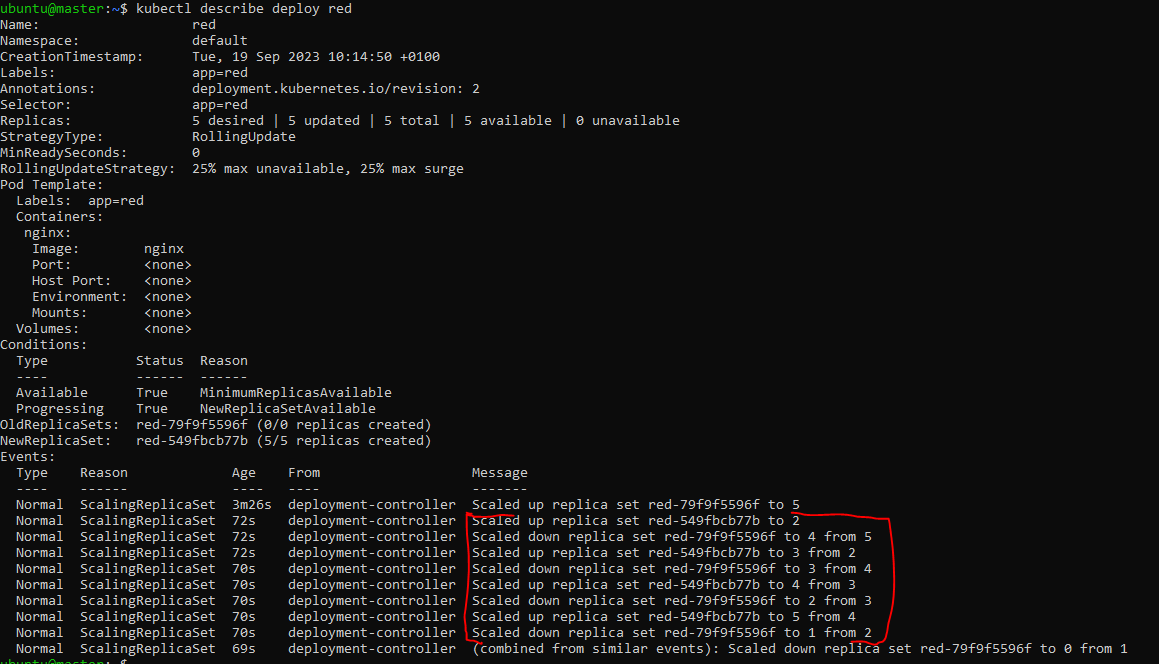 ubuntu@master:~$ kubectl describe deploy red
Name:                   red
Namespace:              default
CreationTimestamp:      Tue, 19 Sep 2023 10:14:50 +0100
Labels:                 app=red
Annotations:            deployment.kubernetes.io/revision: 2
Selector:               app=red
Replicas:               5 desired | 5 updated | 5 total | 5 available | 0 unavailable
StrategyType:           RollingUpdate
MinReadySeconds:        0
RollingUpdateStrategy:  25% max unavailable, 25% max surge
Pod Template:
  Labels:  app=red
  Containers:
   nginx:
    Image:        nginx
    Port:         <none>
    Host Port:    <none>
    Environment:  <none>
    Mounts:       <none>
  Volumes:        <none>
Conditions:
  Type           Status  Reason
  ----           ------  ------
  Available      True    MinimumReplicasAvailable
  Progressing    True    NewReplicaSetAvailable
OldReplicaSets:  red-79f9f5596f (0/0 replicas created)
NewReplicaSet:   red-549fbcb77b (5/5 replicas created)
Events:
  Type    Reason             Age    From                   Message
  ----    ------             ----   ----                   -------
  Normal  ScalingReplicaSet  3m26s  deployment-controller  Scaled up replica set red-79f9f5596f to 5
  Normal  ScalingReplicaSet  72s    deployment-controller  Scaled up replica set red-549fbcb77b to 2
  Normal  ScalingReplicaSet  72s    deployment-controller  Scaled down replica set red-79f9f5596f to 4 from 5
  Normal  ScalingReplicaSet  72s    deployment-controller  Scaled up replica set red-549fbcb77b to 3 from 2
  Normal  ScalingReplicaSet  70s    deployment-controller  Scaled down replica set red-79f9f5596f to 3 from 4
  Normal  ScalingReplicaSet  70s    deployment-controller  Scaled up replica set red-549fbcb77b to 4 from 3
  Normal  ScalingReplicaSet  70s    deployment-controller  Scaled down replica set red-79f9f5596f to 2 from 3
  Normal  ScalingReplicaSet  70s    deployment-controller  Scaled up replica set red-549fbcb77b to 5 from 4
  Normal  ScalingReplicaSet  70s    deployment-controller  Scaled down replica set red-79f9f5596f to 1 from 2
  Normal  ScalingReplicaSet  69s    deployment-controller  (combined from similar events): Scaled down replica set red-79f9f5596f to 0 from 1
ubuntu@master:~$